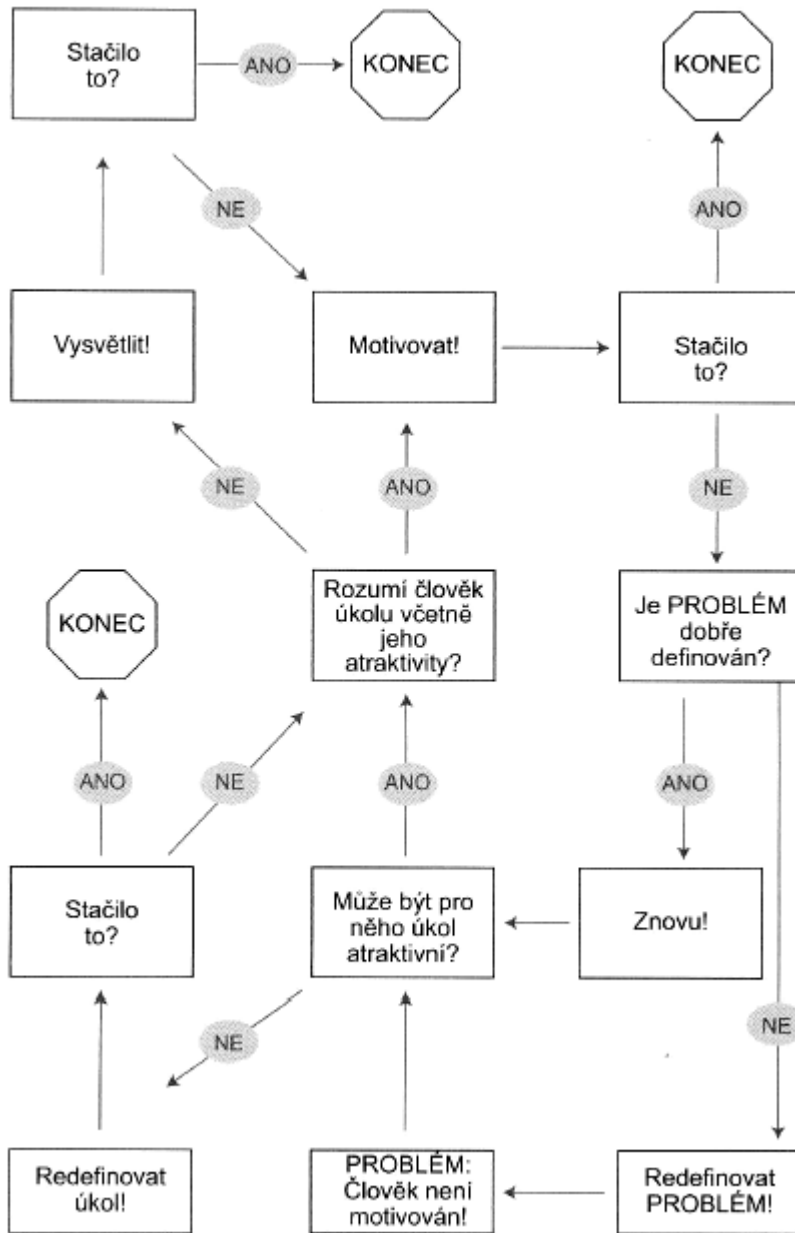 Stačilo
to?
ANO
KONEC
KONEC
NE
ANO
Vysvětlit!
Motivovat!
Stačilo
to?
NE
ANO
NE
KONEC
Rozumí člověk
úkolu včetně
jeho
atraktivity?
Je PROBLÉM
dobře
definován?
ANO
NE
ANO
ANO
Stačilo
to?
Může být pro
něho úkol
atraktivní?
Znovu!
NE
NE
Redefinovat
úkol!
PROBLÉM:
Člověk není
motivován!
Redefinovat
PROBLÉM!